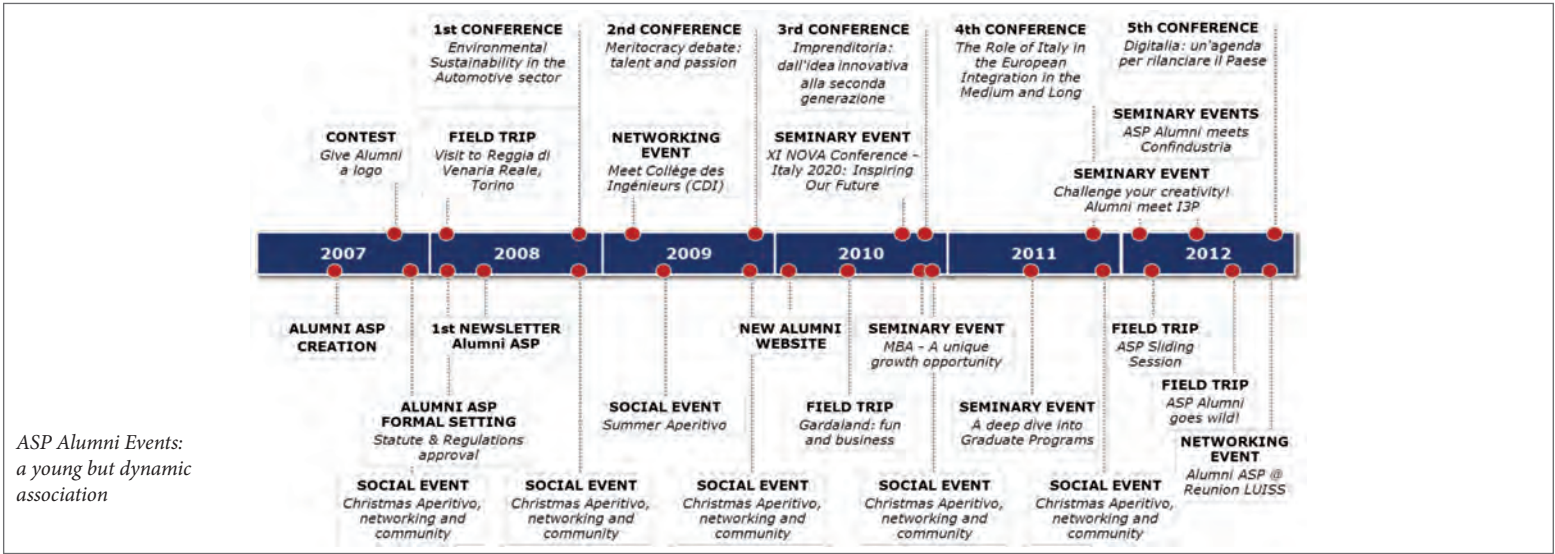 1st CONFERENCE
Environmental
Sustainability in the
Automotive sector
2nd CONFERENCE
Meritocracy debate:
talent and passion
3rd CONFERENCE
Imprenditoria:
dall'idea innovativa
alla seconda
generazione
4th CONFERENCE
The Role of Italy in
the European
Integration in the
Medium and Long
5th CONFERENCE
Digitalia: un'agenda
per rilanciare il Paese
CONTEST
Give Alumni
a logo
FIELD TRIP
Visit to Reggia di
Venaria Reale,
Torino
NETWORKING
EVENT
Meet Collège des
Ingénieurs (CDI)
SEMINARY EVENT
XI NOVA Conference –
Italy 2020: Inspiring
Our Future
SEMINARY EVENTS
ASP Alumni meets
Confindustria
SEMINARY EVENT
Challenge your creativity!
Alumni meet I3P
2007
2008
2009
2010
2011
2012
ALUMNI ASP
CREATION
1st NEWSLETTER
Alumni ASP
NEW ALUMNI
WEBSITE
SEMINARY EVENT
MBA – A unique
growth opportunity
FIELD TRIP
ASP Sliding
Session
ALUMNI ASP
FORMAL SETTING
Statute & Regulations
approval
SOCIAL EVENT
Summer Aperitivo
FIELD TRIP
Gardaland: fun
and business
SEMINARY EVENT
A deep dive into
Graduate Programs
FIELD TRIP
ASP Alumni
goes wild!
NETWORKING
EVENT
Alumni ASP @
Reunion LUISS
SOCIAL EVENT
Christmas Aperitivo,
networking and
community
SOCIAL EVENT
Christmas Aperitivo,
networking and
community
SOCIAL EVENT
Christmas Aperitivo,
networking and
community
SOCIAL EVENT
Christmas Aperitivo,
networking and
community
SOCIAL EVENT
Christmas Aperitivo,
networking and
community
ASP Alumni Events:
a young but dynamic
association